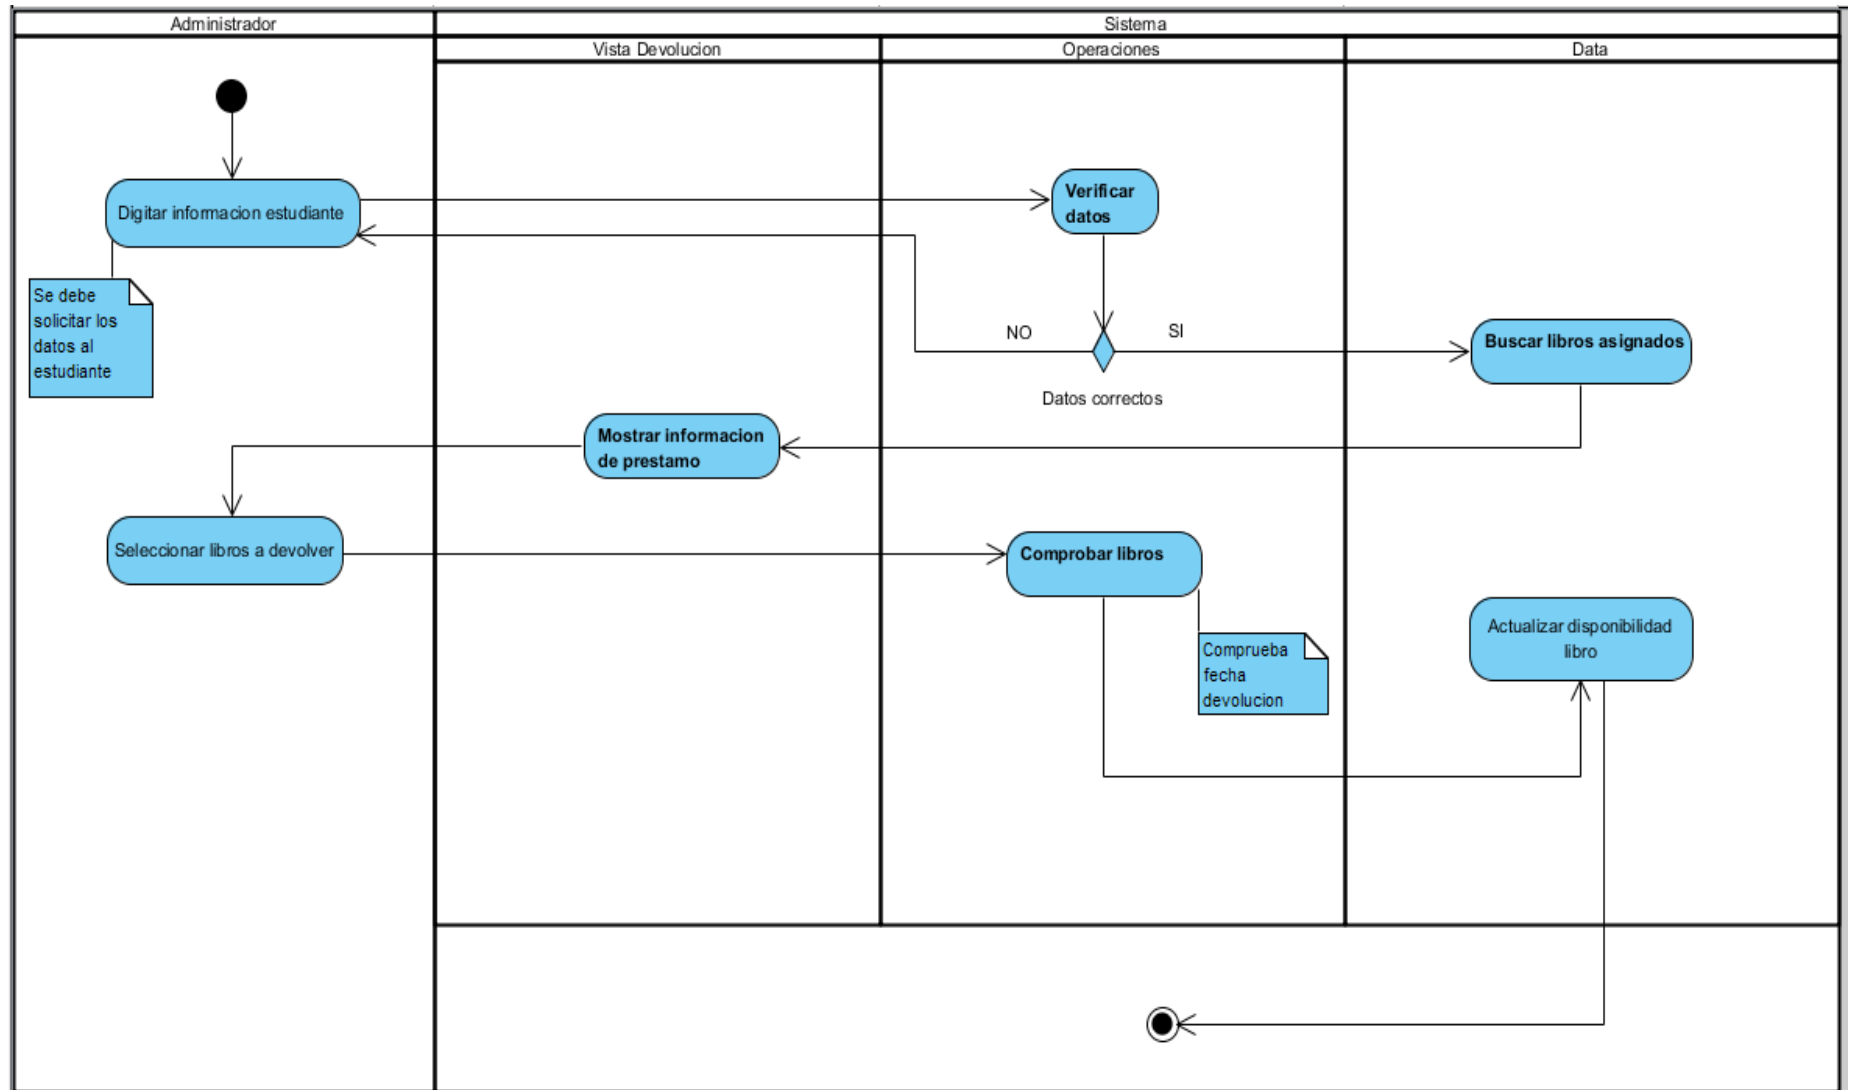 Administrador
Sistema
Vista Devolucion
Operaciones
Data
Digitar informacion estudiante
Verificar
datos
Se debe
solicitar los
datos al
estudiante
NO
SI
Buscar libros asignados
Datos correctos
Mostrar informacion
de prestamo
Seleccionar libros a devolver
Comprobar libros
Comprueba
fecha
devolucion
Actualizar disponibilidad
libro